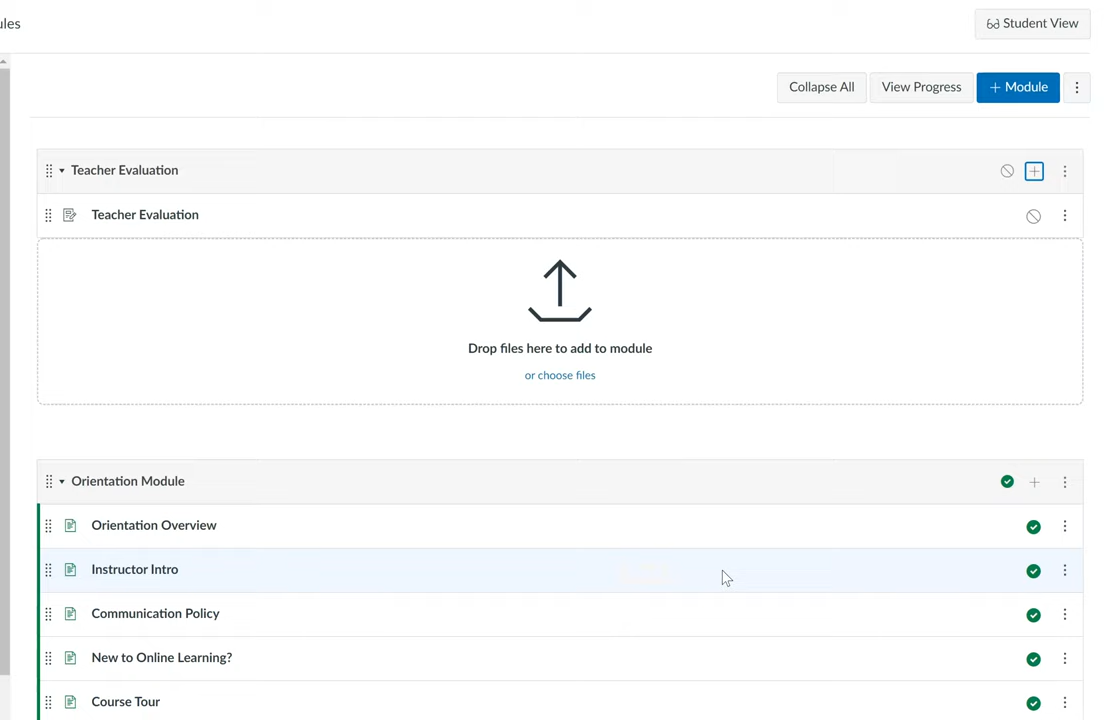 ules
Student View
Collapse All
View Progress
+ Module
Teacher Evaluation
Teacher Evaluation
Drop files here to add to module
or choose files
Orientation Module
Orientation Overview
Instructor Intro
Communication Policy
New to Online Learning?
Course Tour